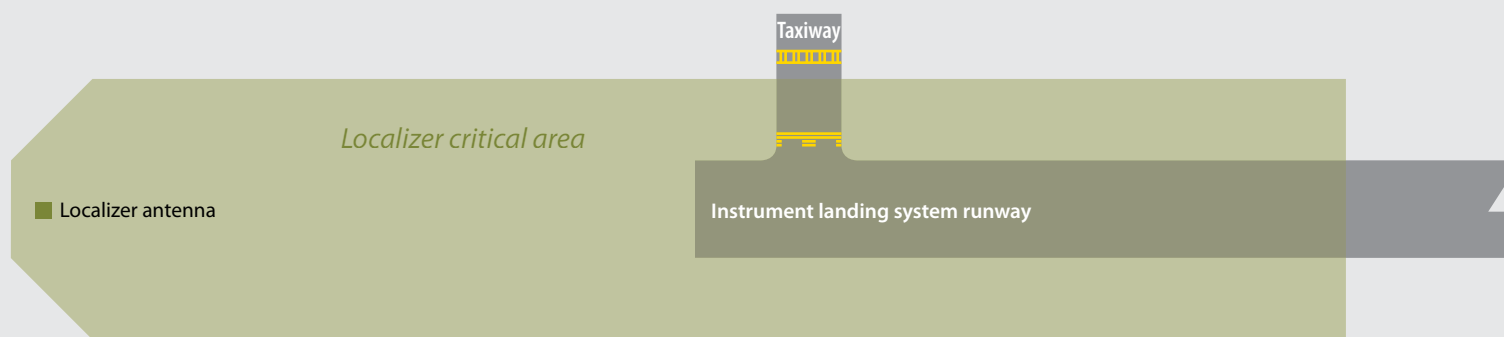 Taxiway
Localizer critical area
Localizer antenna
Instrument landing system runway